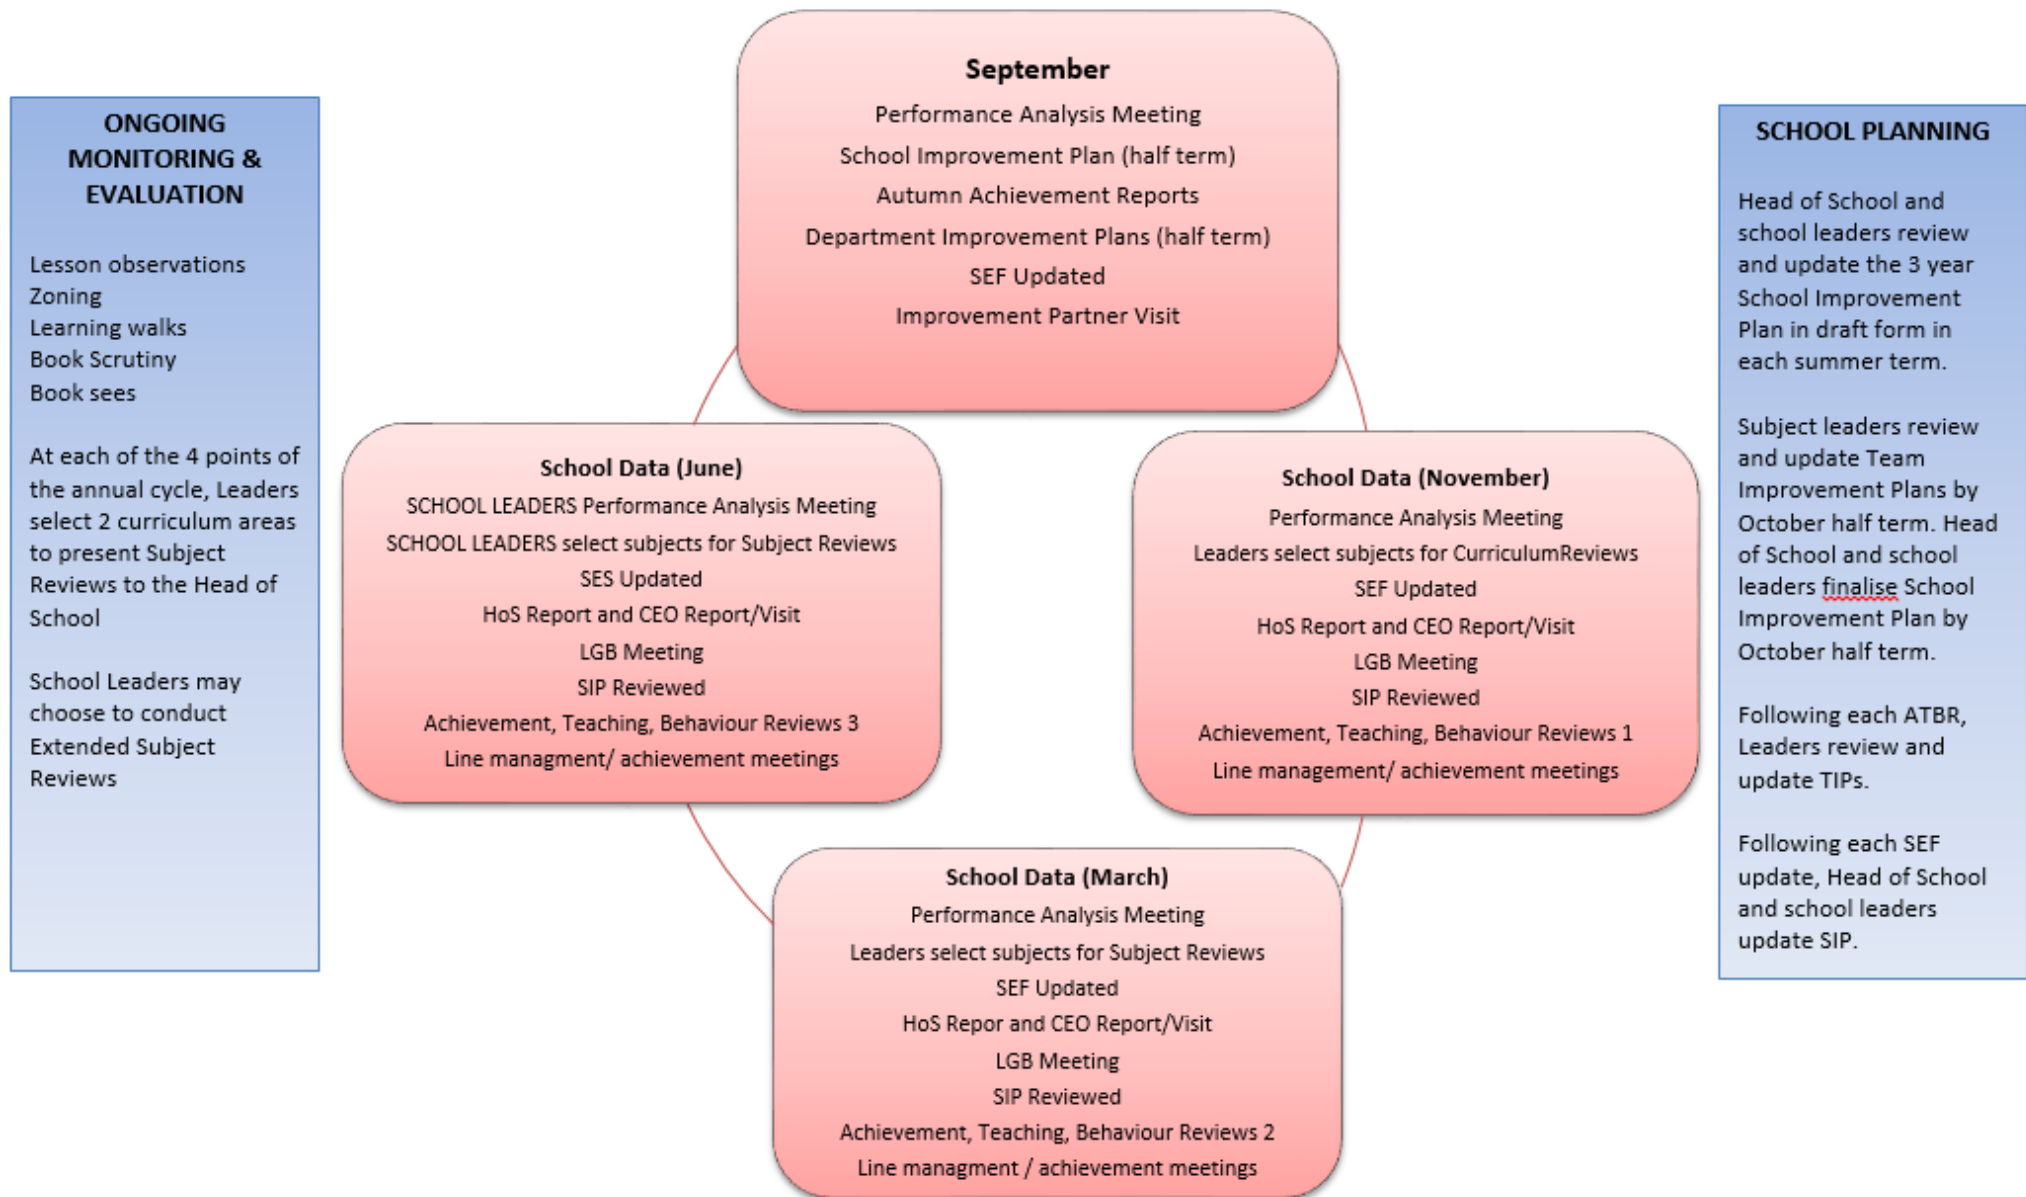 ONGOING
MONITORING &
EVALUATION
Lesson observations
Zoning
Learning walks
Book Scrutiny
Book sees
At each of the 4 points of
the annual cycle, Leaders
select 2 curriculum areas
to present Subject
Reviews to the Head of
School
School Leaders may
choose to conduct
Extended Subject
Reviews
September
Performance Analysis Meeting
School Improvement Plan (half term)
Autumn Achievement Reports
Department Improvement Plans (half term)
SEF Updated
Improvement Partner Visit
School Data (June)
SCHOOL LEADERS Performance Analysis Meeting
SCHOOL LEADERS select subjects for Subject Reviews
SES Updated
HoS Report and CEO Report/Visit
LGB Meeting
SIP Reviewed
Achievement, Teaching, Behaviour Reviews 3
Line managment/ achievement meetings
School Data (November)
Performance Analysis Meeting
Leaders select subjects for CurriculumReviews
SEF Updated
HoS Report and CEO Report/Visit
LGB Meeting
SIP Reviewed
Achievement, Teaching, Behaviour Reviews 1
Line management/ achievement meetings
School Data (March)
Performance Analysis Meeting
Leaders select subjects for Subject Reviews
SEF Updated
HoS Repor and CEO Report/Visit
LGB Meeting
SIP Reviewed
Achievement, Teaching, Behaviour Reviews 2
Line managment / achievement meetings
SCHOOL PLANNING
Head of School and
school leaders review
and update the 3 year
School Improvement
Plan in draft form in
each summer term.
Subject leaders review
and update Team
Improvement Plans by
October half term. Head
of School and school
leaders finalise School
Improvement Plan by
October half term.
Following each ATBR,
Leaders review and
update TIPs.
Following each SEF
update, Head of School
and school leaders
update SIP.